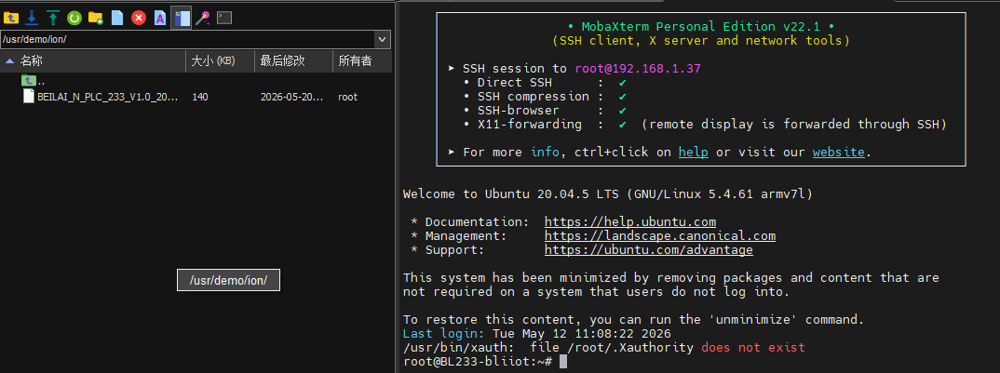 /usr/demo/ion/
名称 大小 (KB) 最后修改 所有者
..
BEILAI_N_PLC_233_V1.0_20... 140 2026-05-20... root
/usr/demo/ion/
• MobaXterm Personal Edition v22.1 •
(SSH client, X server and network tools)
➤ SSH session to root@192.168.1.37
• Direct SSH : ✔
• SSH compression : ✔
• SSH-browser : ✔
• X11-forwarding : ✔ (remote display is forwarded through SSH)
➤ For more info, ctrl+click on help or visit our website.
Welcome to Ubuntu 20.04.5 LTS (GNU/Linux 5.4.61 armv7l)
* Documentation: https://help.ubuntu.com
* Management: https://landscape.canonical.com
* Support: https://ubuntu.com/advantage
This system has been minimized by removing packages and content that are
not required on a system that users do not log into.
To restore this content, you can run the 'unminimize' command.
Last login: Tue May 12 11:08:22 2026
/usr/bin/xauth: file /root/.Xauthority does not exist
root@BL233-bliiot:~#